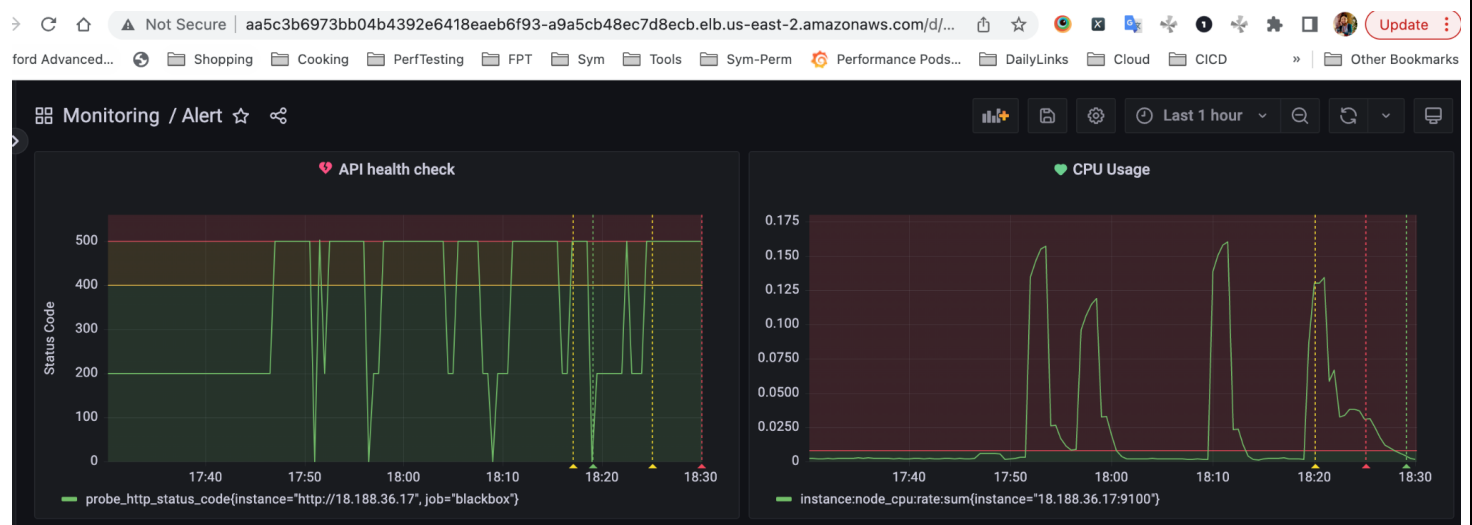 Not Secure aa5c3b6973bb04b4392e6418eaeb6f93-a9a5cb48ec7d8ecb.elb.us-east-2.amazonaws.com/d/... Update
ford Advanced... Shopping Cooking PerfTesting FPT Sym Tools Sym-Perm Performance Pods... DailyLinks Cloud CICD » Other Bookmarks
Monitoring / Alert Last 1 hour
API health check
Status Code
500
400
300
200
100
0
17:40 17:50 18:00 18:10 18:20 18:30
probe_http_status_code{instance="http://18.188.36.17", job="blackbox"}
CPU Usage
0.175
0.150
0.125
0.100
0.0750
0.0500
0.0250
0
17:40 17:50 18:00 18:10 18:20 18:30
instance:node_cpu:rate:sum{instance="18.188.36.17:9100"}